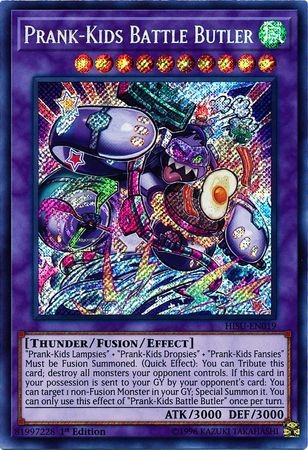 PRANK-KIDS BATTLE BUTLER
HISU-EN019
[THUNDER/FUSION/EFFECT]
"Prank-Kids Lampsies" + "Prank-Kids Dropsies" + "Prank-Kids Fansies"
Must be Fusion Summoned. (Quick Effect): You can Tribute this
card; destroy all monsters your opponent controls. If this card in
your possession is sent to your GY by your opponent's card: You
can target 1 non-Fusion Monster in your GY; Special Summon it. You
can only use this effect of "Prank-Kids Battle Butler" once per turn.
ATK/3000 DEF/3000
81997228 1st Edition ©1996 KAZUKI TAKAHASHI